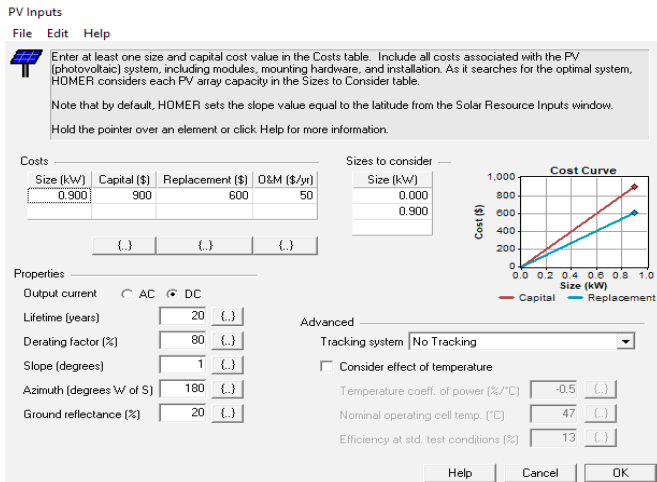 PV Inputs
File Edit Help
Enter at least one size and capital cost value in the Costs table. Include all costs associated with the PV
(photovoltaic) system, including modules, mounting hardware, and installation. As it searches for the optimal system,
HOMER considers each PV array capacity in the Sizes to Consider table.
Note that by default, HOMER sets the slope value equal to the latitude from the Solar Resource Inputs window.
Hold the pointer over an element or click Help for more information.
Costs
Size (kW) Capital ($) Replacement ($) O&M ($/yr)
0.900 900 600 50
{..} {..} {..}
Sizes to consider
Size (kW)
0.000
0.900
Cost Curve
1,000
800
600
400
200
0
Cost ($)
0.0 0.2 0.4 0.6 0.8 1.0
Size (kW)
Capital Replacement
Properties
Output current AC DC
Lifetime (years) 20 {..}
Derating factor (%) 80 {..}
Slope (degrees) 1 {..}
Azimuth (degrees W of S) 180 {..}
Ground reflectance (%) 20 {..}
Advanced
Tracking system No Tracking
Consider effect of temperature
Temperature coeff. of power (%/°C) -0.5 {..}
Nominal operating cell temp. (°C) 47 {..}
Efficiency at std. test conditions (%) 13 {..}
Help Cancel OK